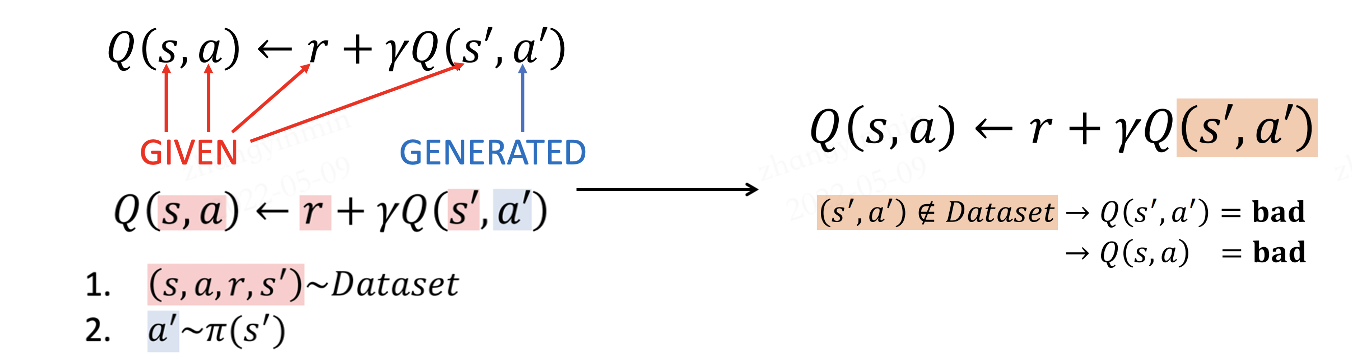 Q(s, a) ← r + γQ(s′, a′)
GIVEN GENERATED
Q(s, a) ← r + γQ(s′, a′)
1. (s, a, r, s′)~Dataset
2. a′~π(s′)
Q(s, a) ← r + γQ(s′, a′)
(s′, a′) ∉ Dataset → Q(s′, a′) = bad
→ Q(s, a) = bad